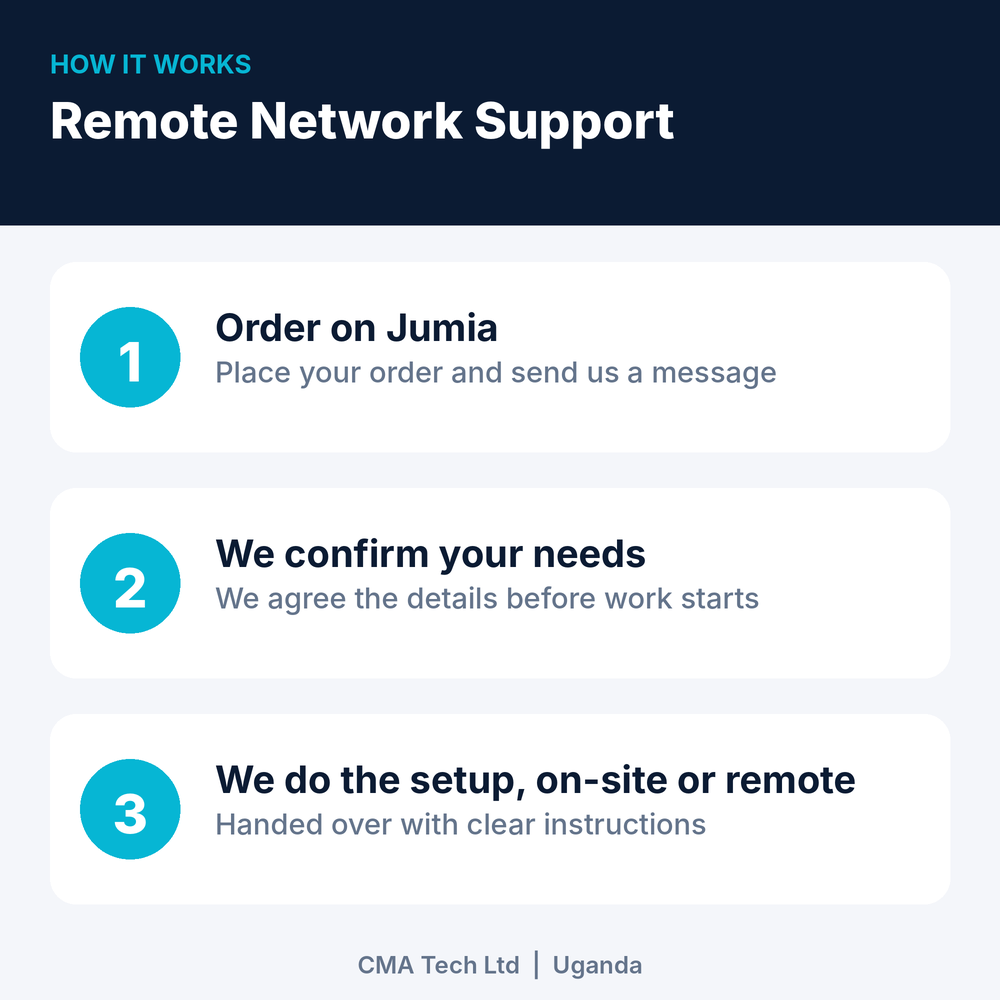 HOW IT WORKS
Remote Network Support
1
Order on Jumia
Place your order and send us a message
2
We confirm your needs
We agree the details before work starts
3
We do the setup, on-site or remote
Handed over with clear instructions
CMA Tech Ltd | Uganda